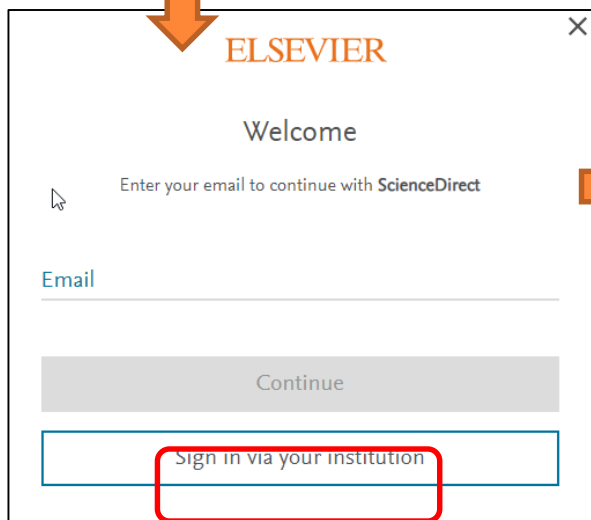 ELSEVIER
Welcome
Enter your email to continue with ScienceDirect
Email
Continue
Sign in via your institution